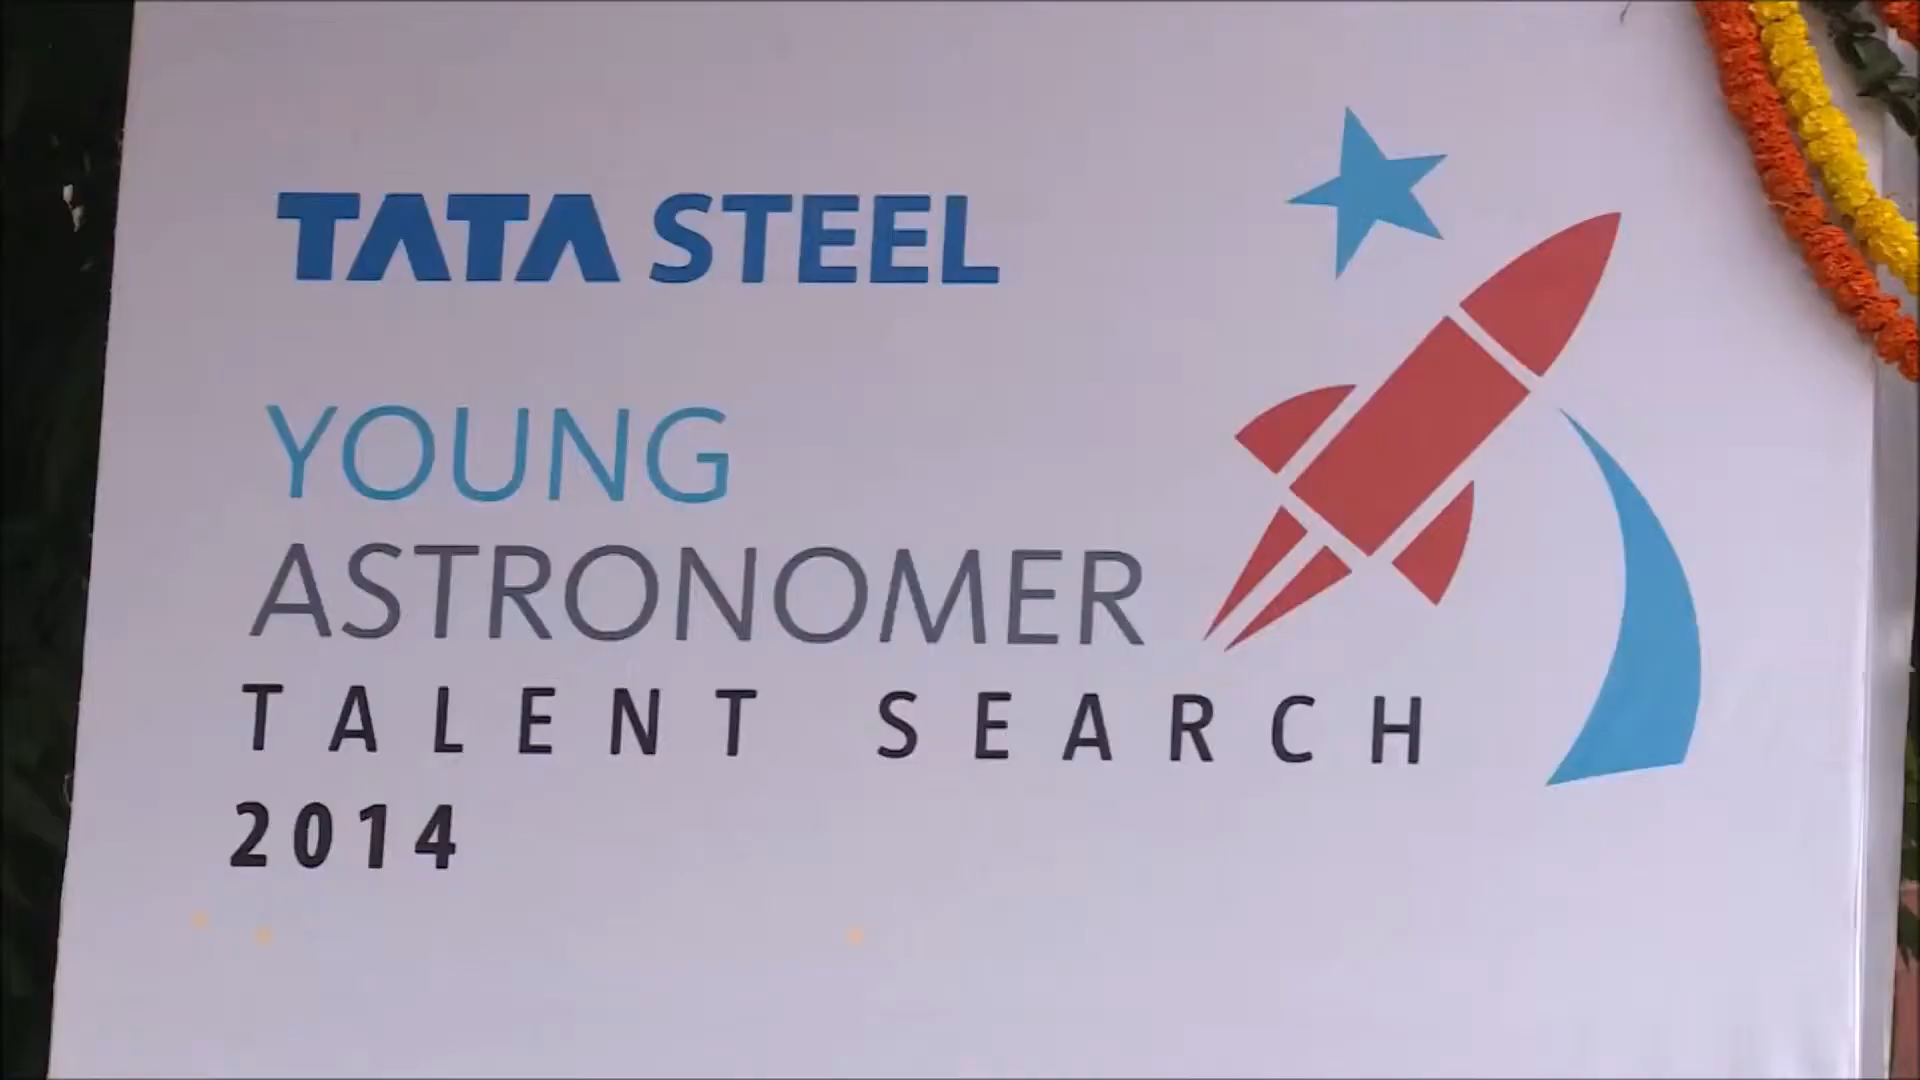 TATA STEEL
YOUNG
ASTRONOMER
TALENT SEARCH
2014